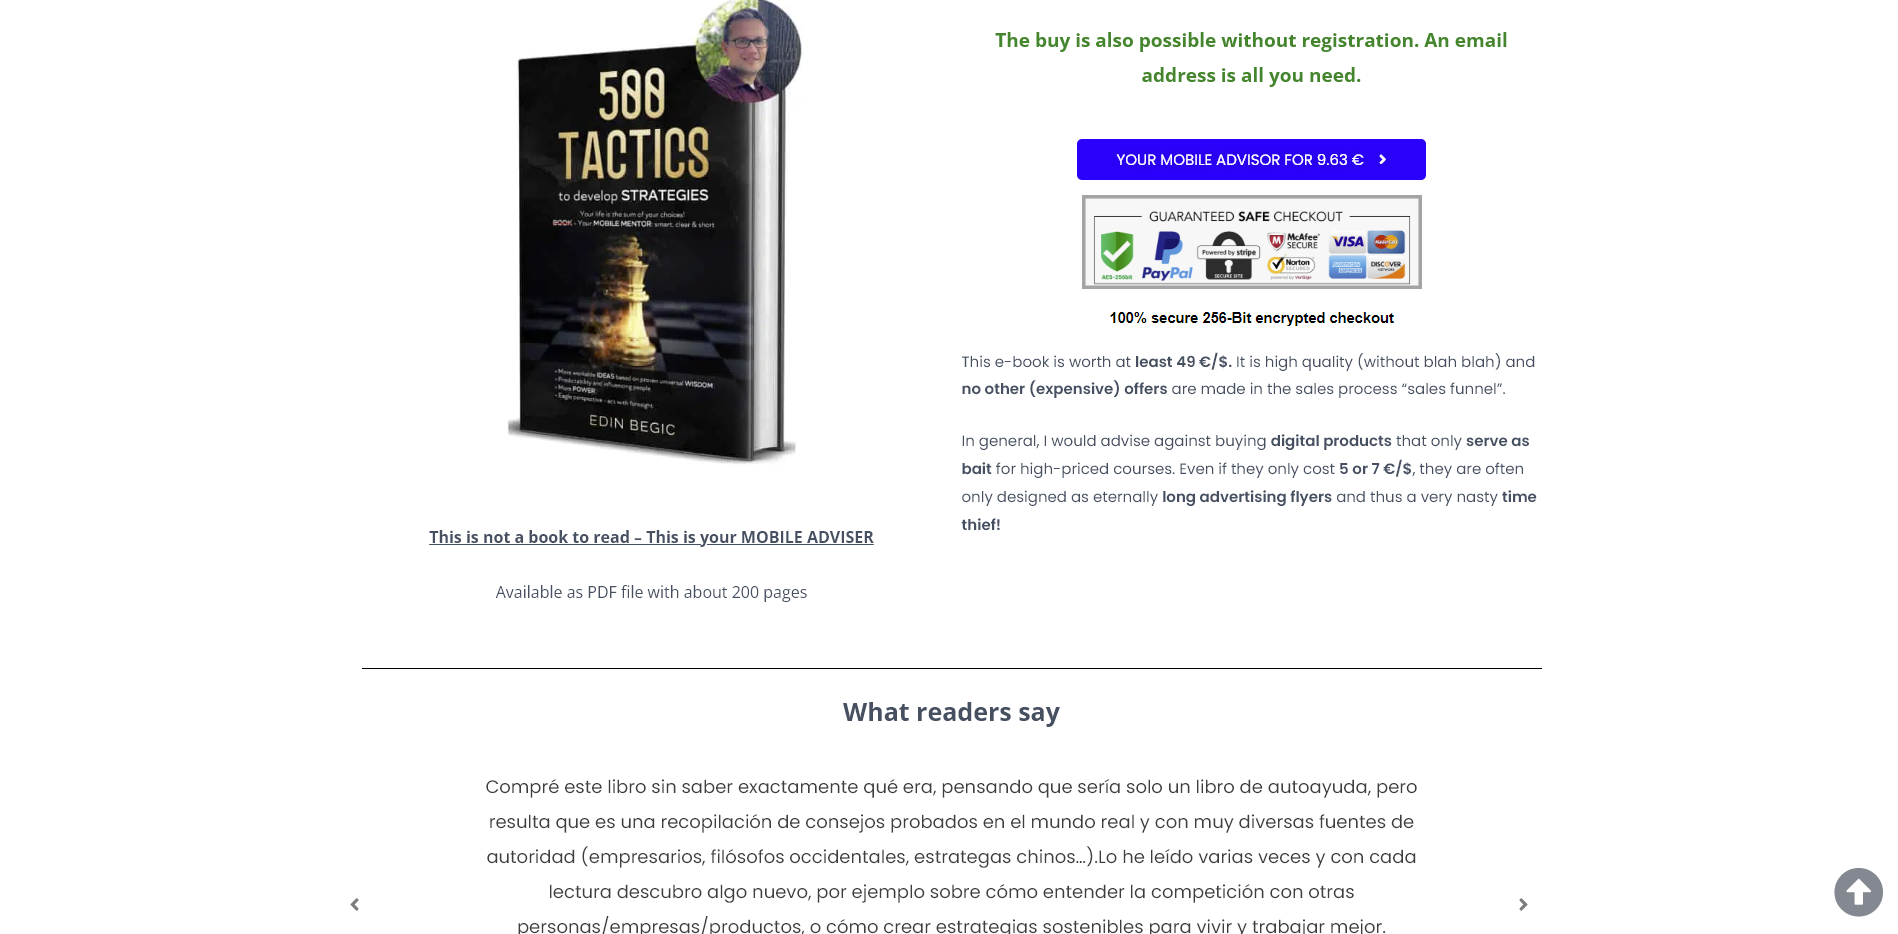 500
TACTICS
to develop STRATEGIES
Your life is the sum of your choices!
BOOK - Your MOBILE MENTOR: smart, clear & short
• More workable IDEAS based on proven universal WISDOM
• Predictability and influencing people
• More POWER
• Eagle perspective - act with foresight
EDIN BEGIC
This is not a book to read – This is your MOBILE ADVISER
Available as PDF file with about 200 pages
The buy is also possible without registration. An email
address is all you need.
YOUR MOBILE ADVISOR FOR 9.63 €
GUARANTEED SAFE CHECKOUT
AES-256bit
PayPal
Powered by stripe
SECURE SITE
McAfee
SECURE
Norton
SECURED
powered by VeriSign
VISA
MasterCard
AMERICAN
EXPRESS
DISCOVER
NETWORK
100% secure 256-Bit encrypted checkout
This e-book is worth at least 49 €/$. It is high quality (without blah blah) and
no other (expensive) offers are made in the sales process “sales funnel”.
In general, I would advise against buying digital products that only serve as
bait for high-priced courses. Even if they only cost 5 or 7 €/$, they are often
only designed as eternally long advertising flyers and thus a very nasty time
thief!
What readers say
Compré este libro sin saber exactamente qué era, pensando que sería solo un libro de autoayuda, pero
resulta que es una recopilación de consejos probados en el mundo real y con muy diversas fuentes de
autoridad (empresarios, filósofos occidentales, estrategas chinos…).Lo he leído varias veces y con cada
lectura descubro algo nuevo, por ejemplo sobre cómo entender la competición con otras
personas/empresas/productos, o cómo crear estrategias sostenibles para vivir y trabajar mejor.